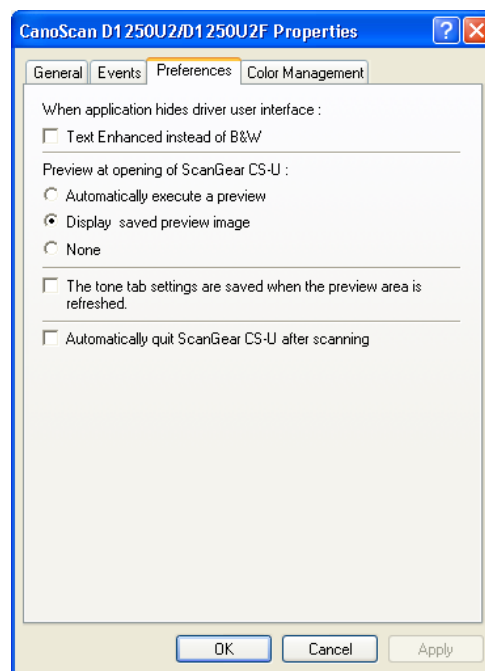 CanoScan D1250U2/D1250U2F Properties
General Events Preferences Color Management
When application hides driver user interface :
Text Enhanced instead of B&W
Preview at opening of ScanGear CS-U :
Automatically execute a preview
Display saved preview image
None
The tone tab settings are saved when the preview area is
refreshed.
Automatically quit ScanGear CS-U after scanning
OK Cancel Apply